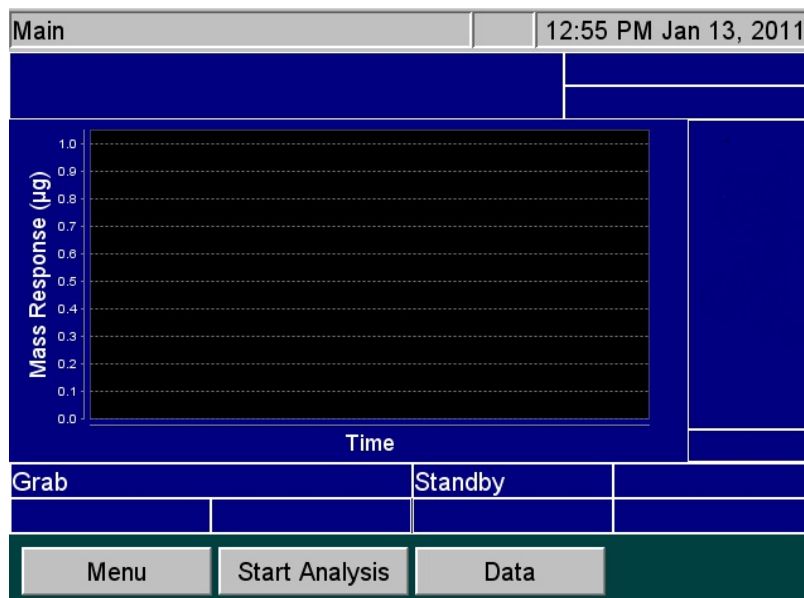 Main
12:55 PM Jan 13, 2011
1.0
0.9
0.8
0.7
0.6
0.5
0.4
0.3
0.2
0.1
0.0
Mass Response (µg)
Time
Grab
Standby
Menu
Start Analysis
Data